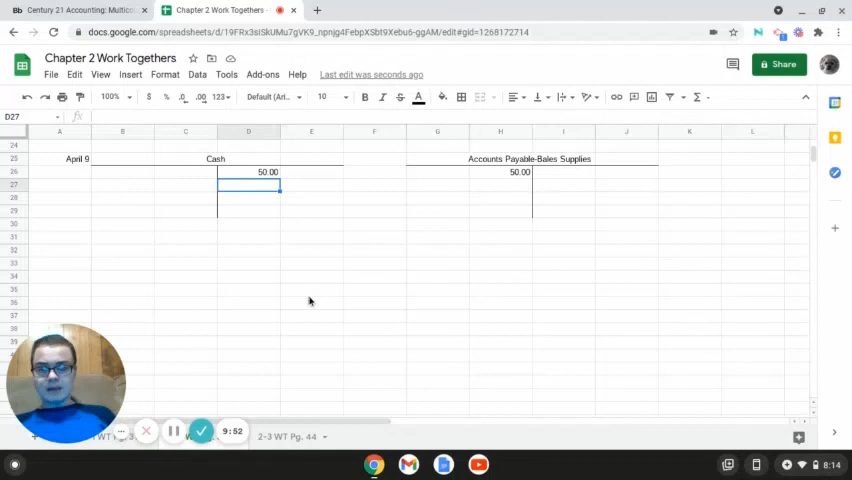 Bb Century 21 Accounting: Multicol
Chapter 2 Work Togethers -
docs.google.com/spreadsheets/d/19FRx3siSkUMu7gVK9_npnjg4FebpXSbt9Xebu6-ggAM/edit#gid=1268172714
Chapter 2 Work Togethers
Share
File Edit View Insert Format Data Tools Add-ons Help Last edit was seconds ago
100% $ % .0 .00 123 Default (Ari... 10 B I S A
D27 fx
A B C D E F G H I J K L
24
25 April 9 Cash Accounts Payable-Bales Supplies
26 50.00 50.00
27
28
29
30
31
32
33
34
35
36
37
38
39
9:52
2-3 WT Pg. 44
8:14